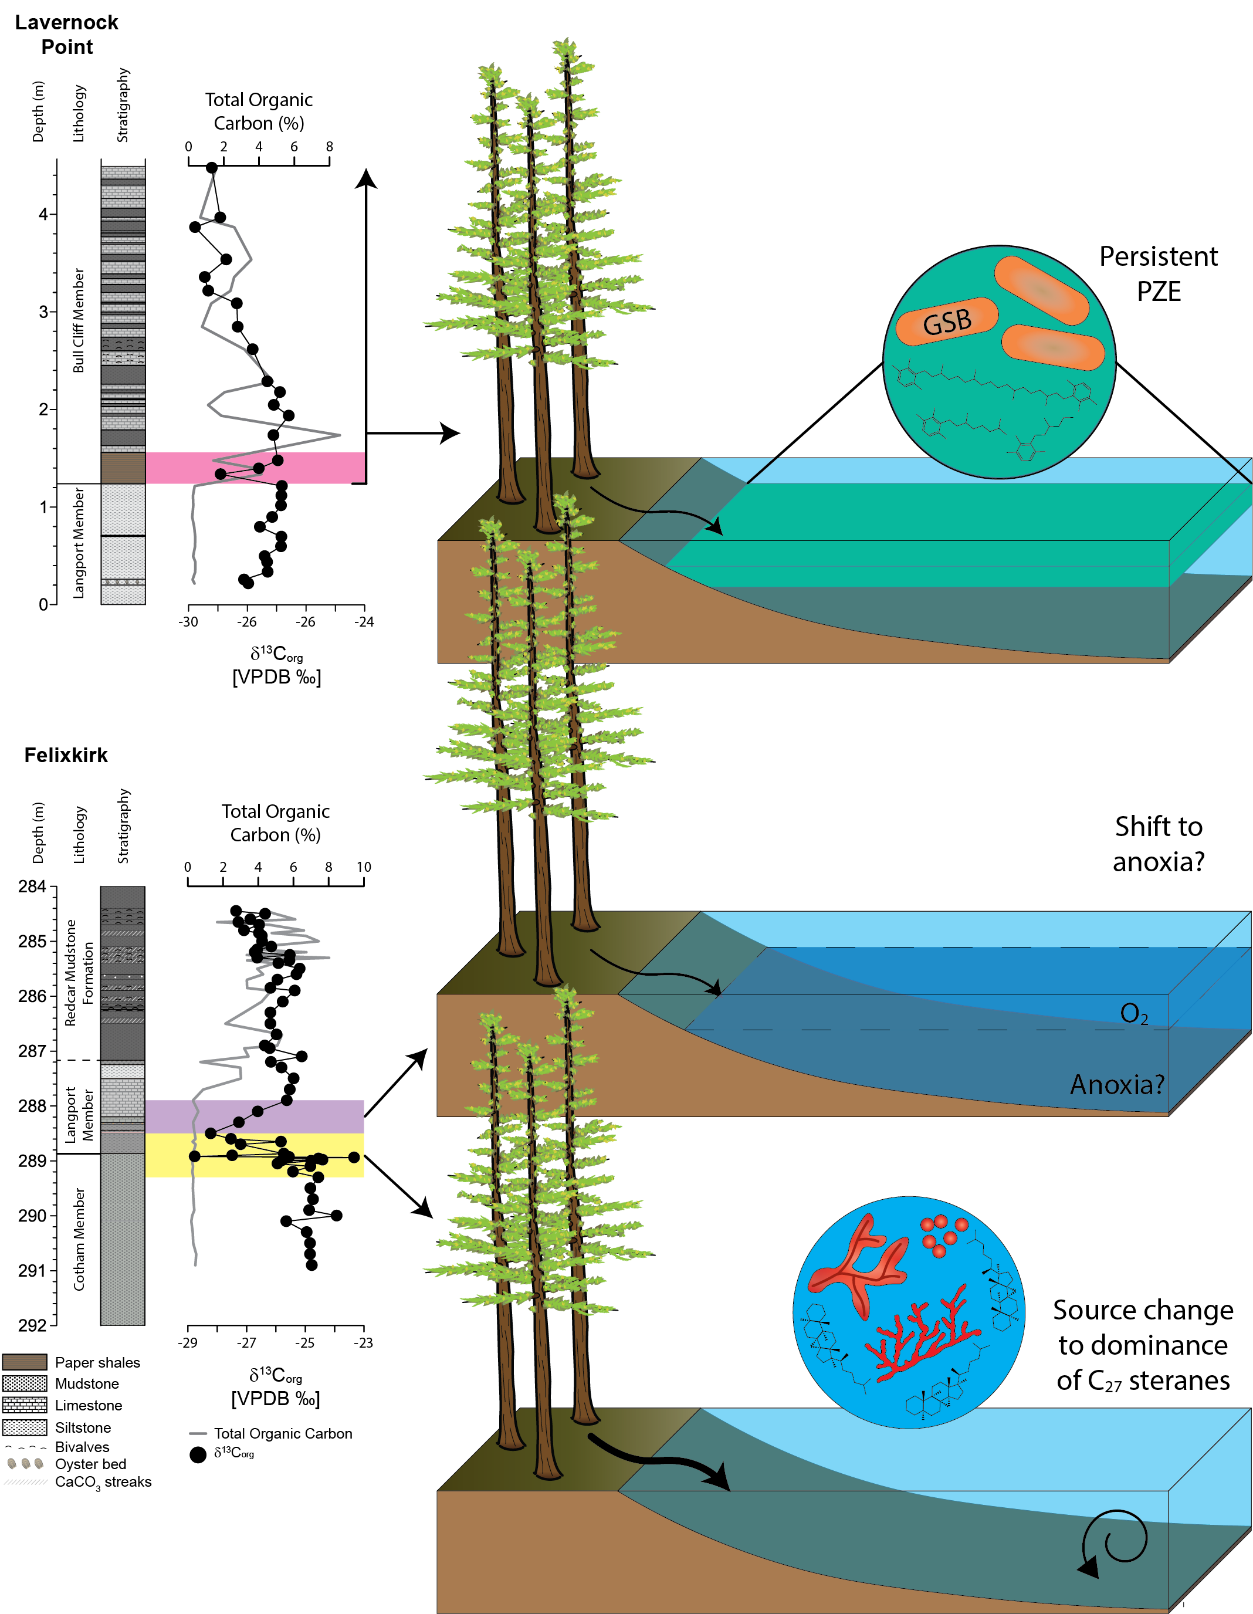 Lavernock
Point
Depth (m)
Lithology
Stratigraphy
Total Organic
Carbon (%)
0 2 4 6 8
4
3
2
1
0
Bull Cliff Member
Langport Member
-30 -26 -26 -24
δ¹³Corg
[VPDB ‰]
Persistent
PZE
GSB
Felixkirk
Depth (m)
Lithology
Stratigraphy
Total Organic
Carbon (%)
0 2 4 6 8 10
284
285
286
287
288
289
290
291
292
Redcar Mudstone
Formation
Langport
Member
Cotham Member
-29 -27 -25 -23
δ¹³Corg
[VPDB ‰]
Shift to
anoxia?
O₂
Anoxia?
Source change
to dominance
of C₂₇ steranes
Paper shales
Mudstone
Limestone
Siltstone
Bivalves
Oyster bed
CaCO₃ streaks
Total Organic Carbon
δ¹³Corg